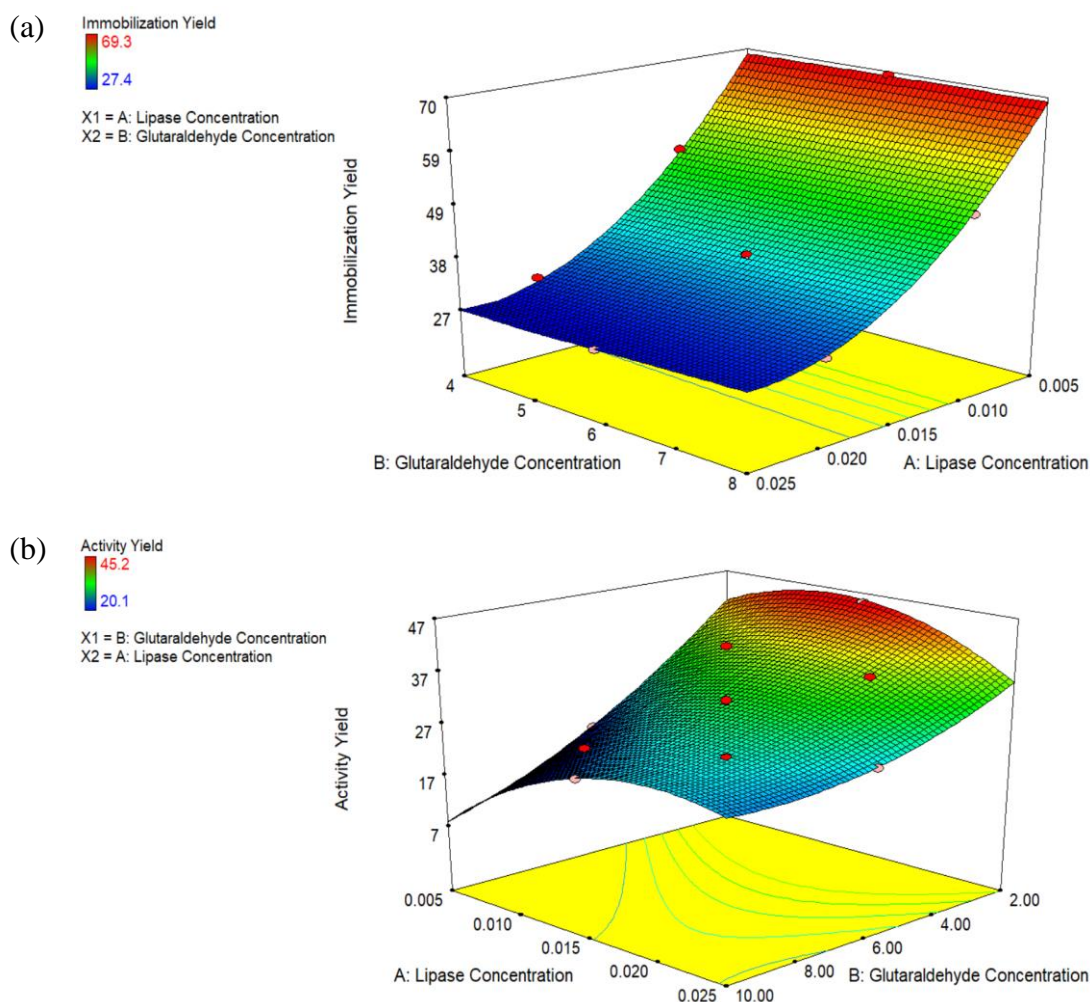 (a)
Immobilization Yield
69.3
27.4
X1 = A: Lipase Concentration
X2 = B: Glutaraldehyde Concentration
70
59
49
38
27
Immobilization Yield
4
5
6
7
8
B: Glutaraldehyde Concentration
0.025
0.020
0.015
0.010
0.005
A: Lipase Concentration
(b)
Activity Yield
45.2
20.1
X1 = B: Glutaraldehyde Concentration
X2 = A: Lipase Concentration
47
37
27
17
7
Activity Yield
0.005
0.010
0.015
0.020
0.025
A: Lipase Concentration
10.00
8.00
6.00
4.00
2.00
B: Glutaraldehyde Concentration